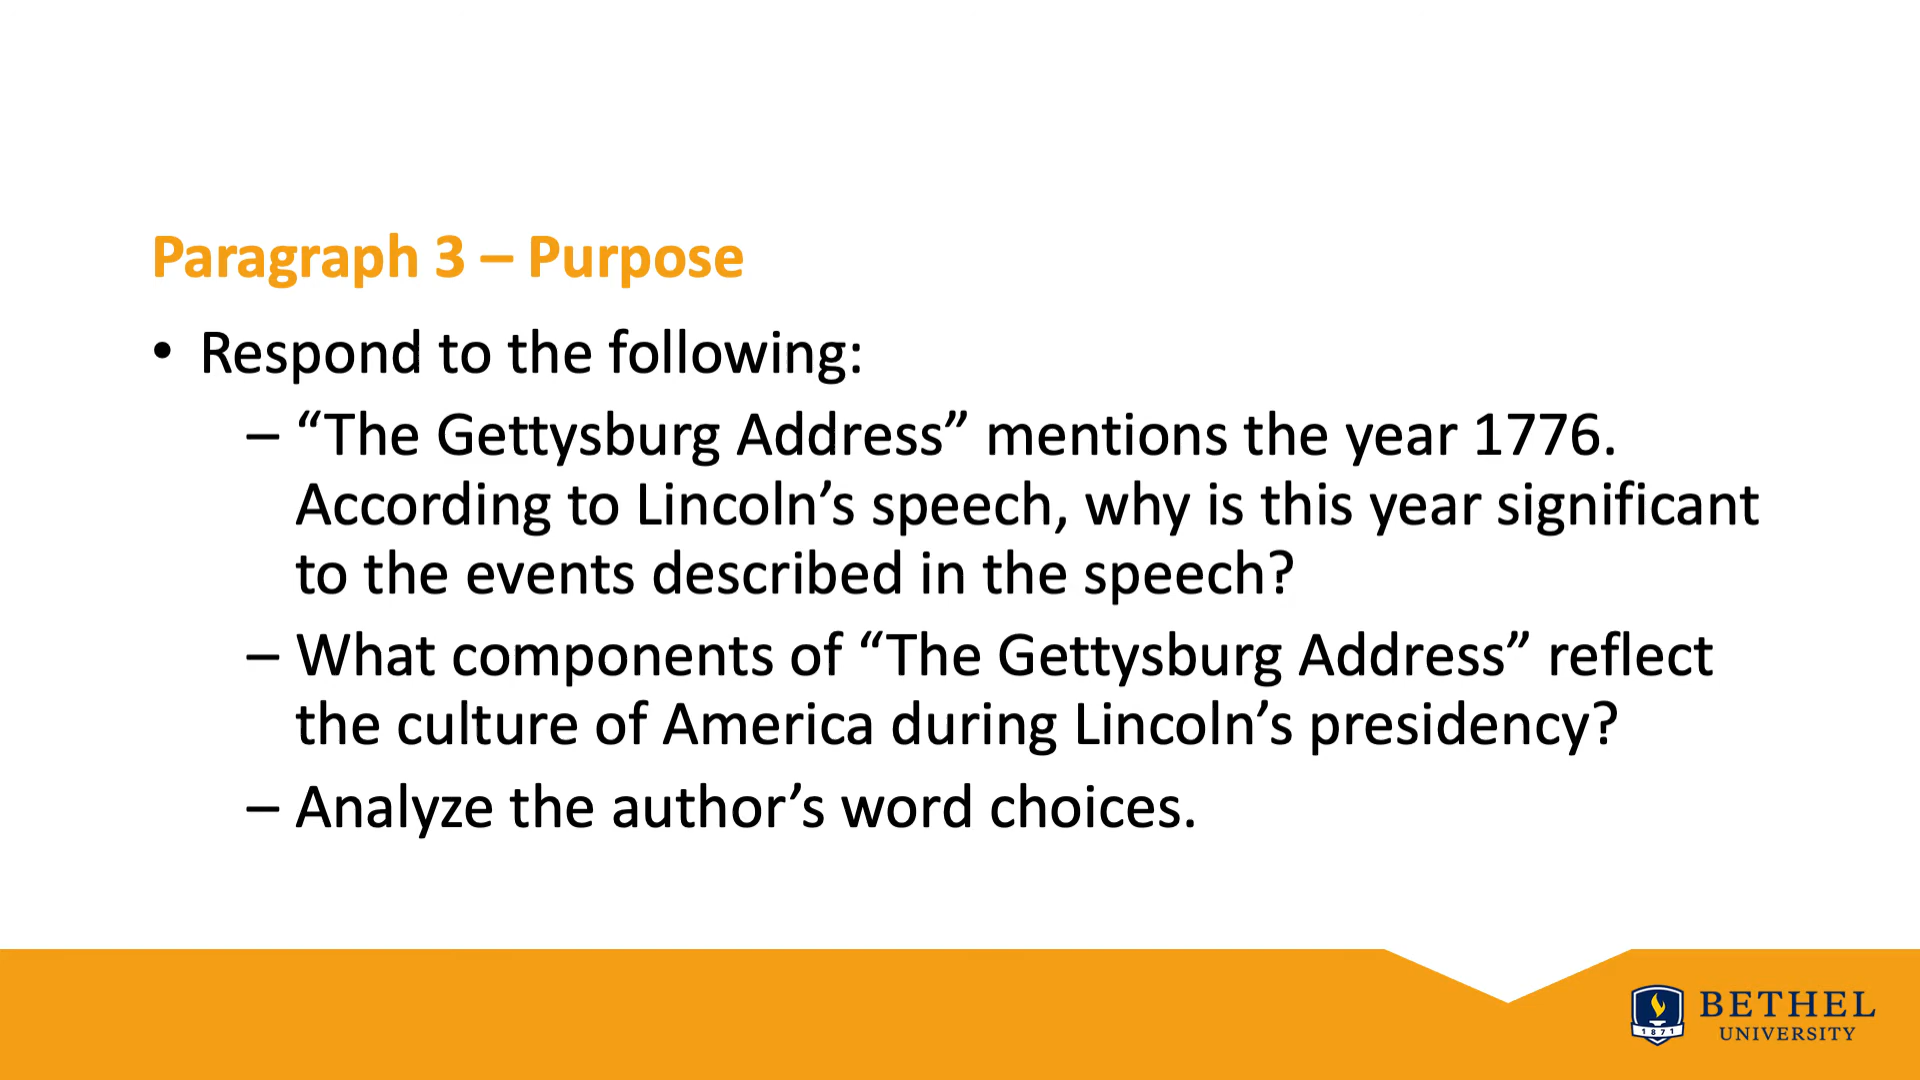 Paragraph 3 – Purpose
• Respond to the following:
– “The Gettysburg Address” mentions the year 1776.
According to Lincoln’s speech, why is this year significant
to the events described in the speech?
– What components of “The Gettysburg Address” reflect
the culture of America during Lincoln’s presidency?
– Analyze the author’s word choices.
BETHEL
UNIVERSITY
1871